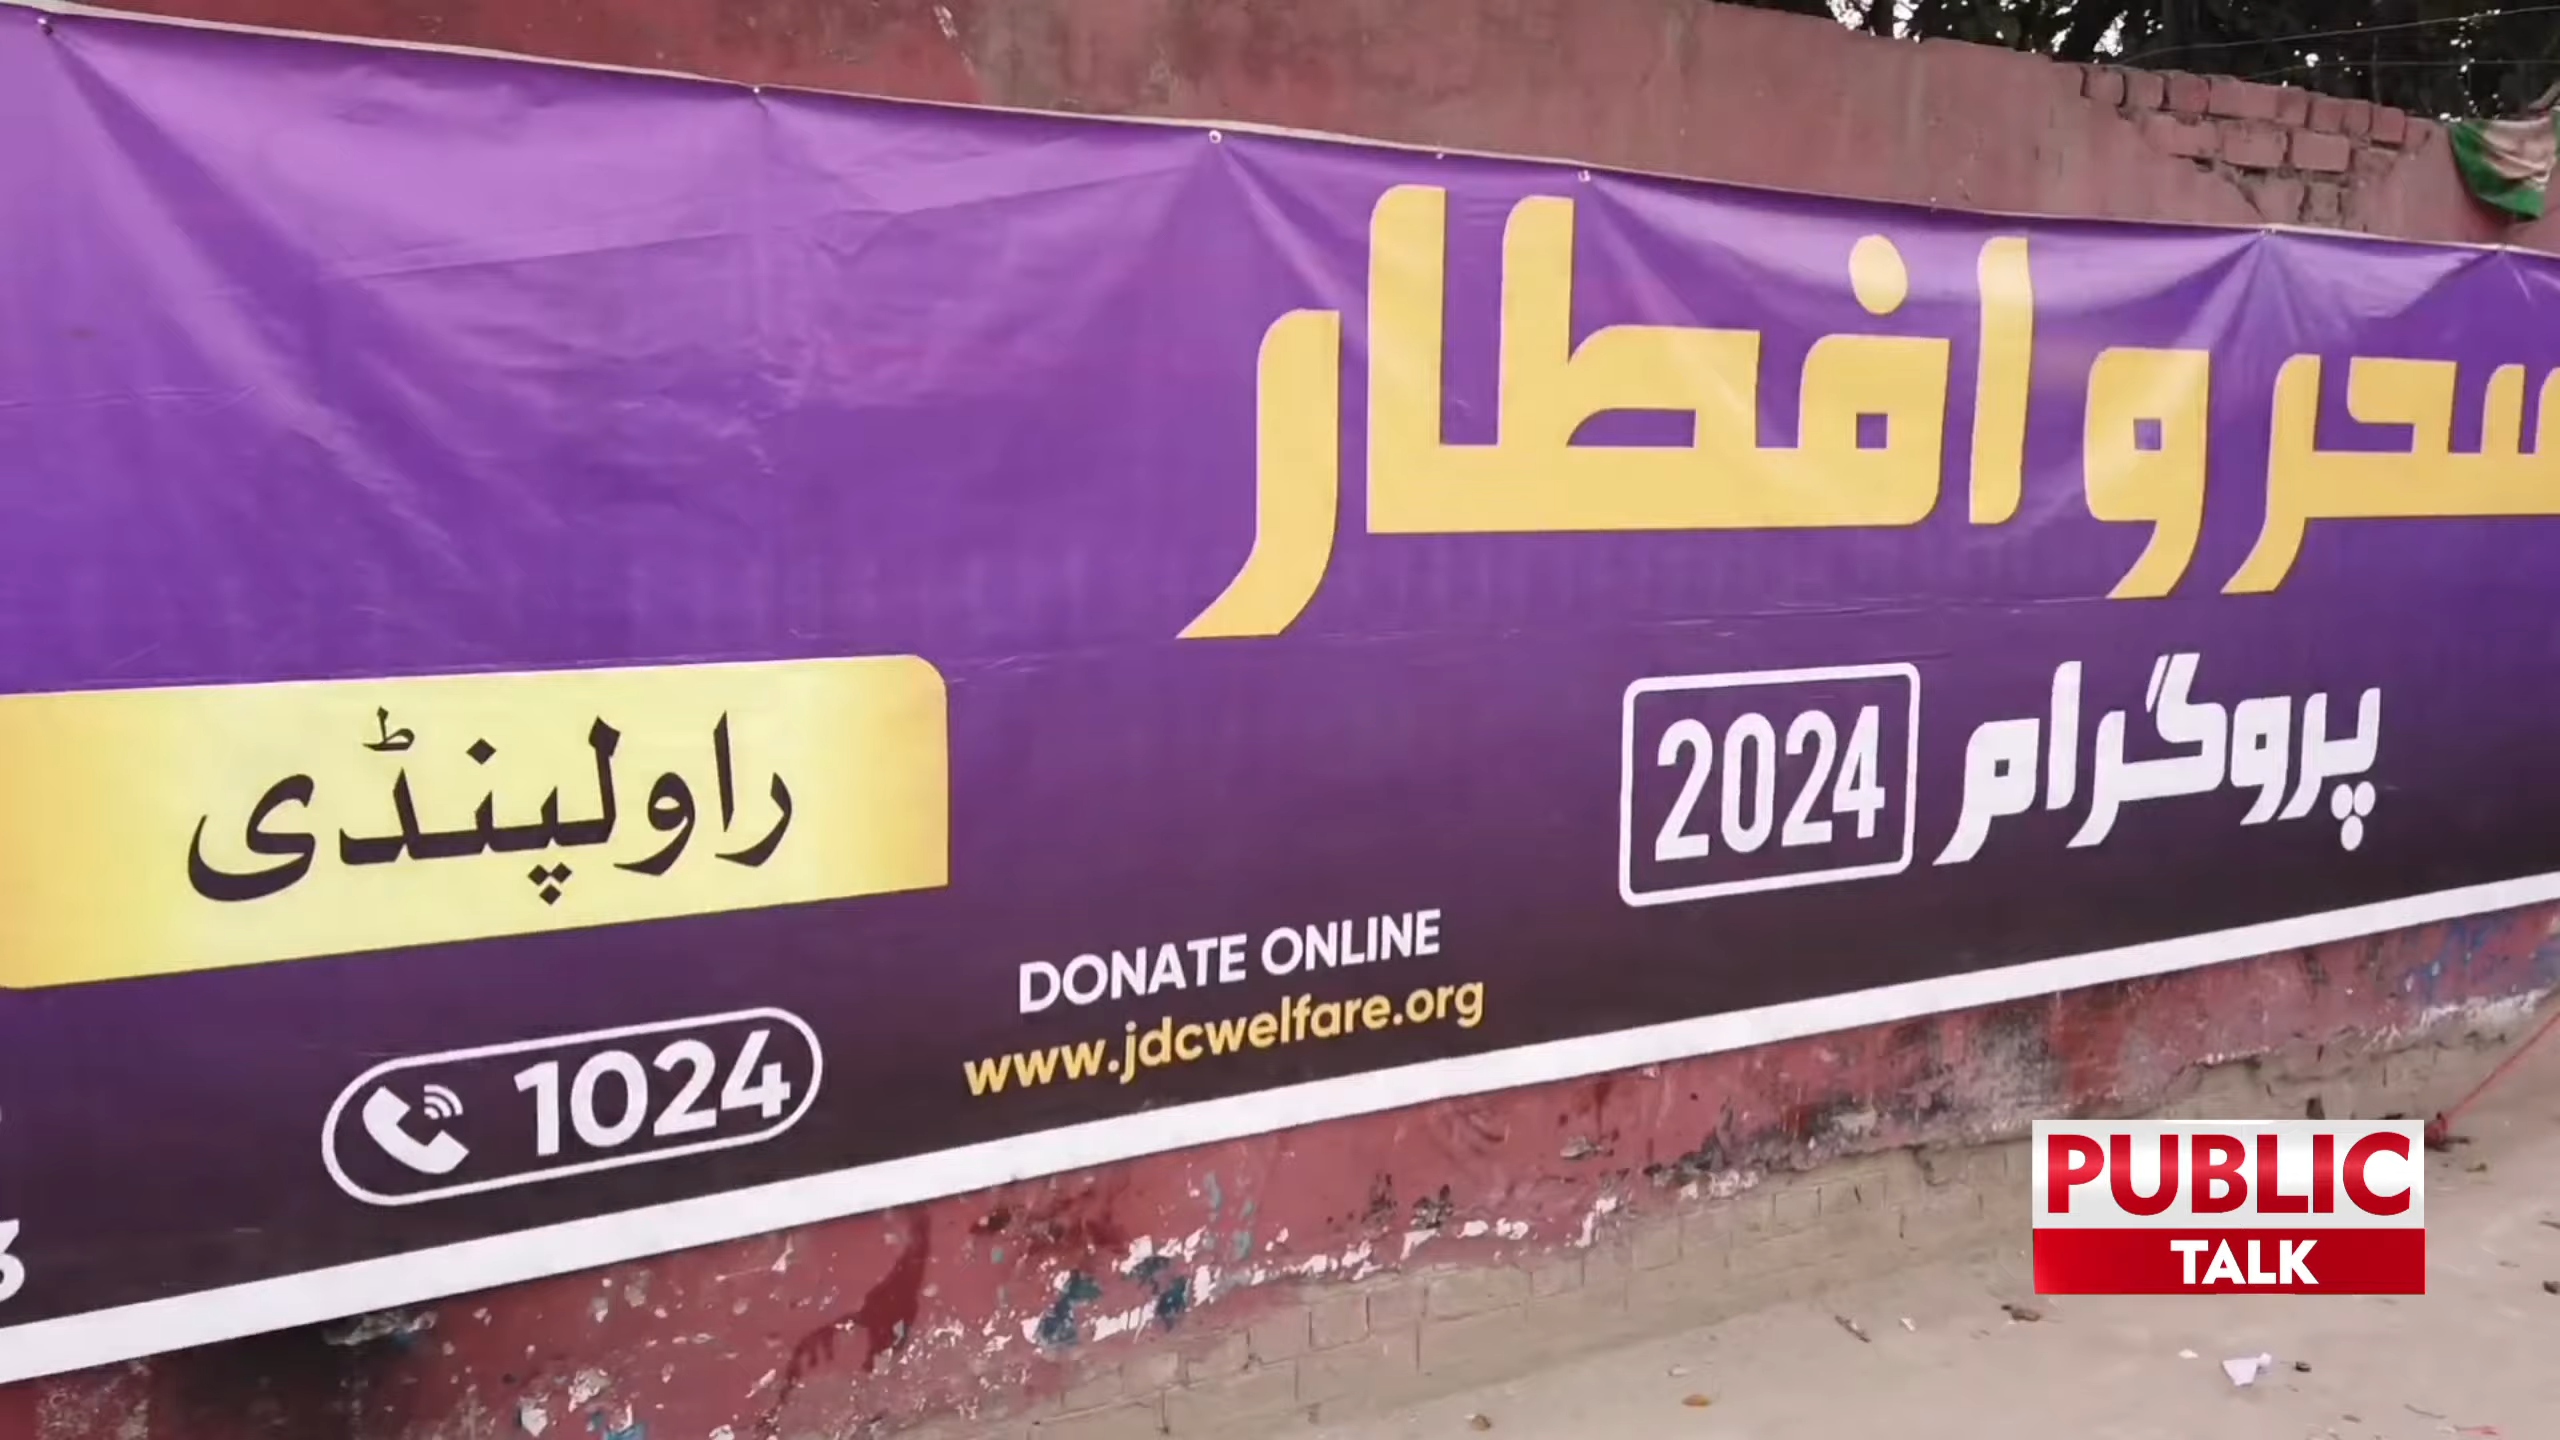 سحر و افطار
پروگرام 2024
راولپنڈی
DONATE ONLINE
www.jdcwelfare.org
1024
PUBLIC
TALK